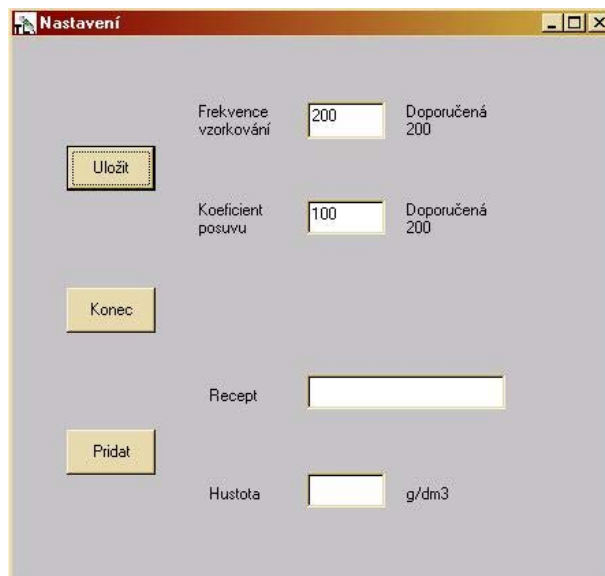 Nastavení
Frekvence
vzorkování
200
Doporučená
200
Uložit
Koeficient
posuvu
100
Doporučená
200
Konec
Recept
Pridat
Hustota
g/dm3